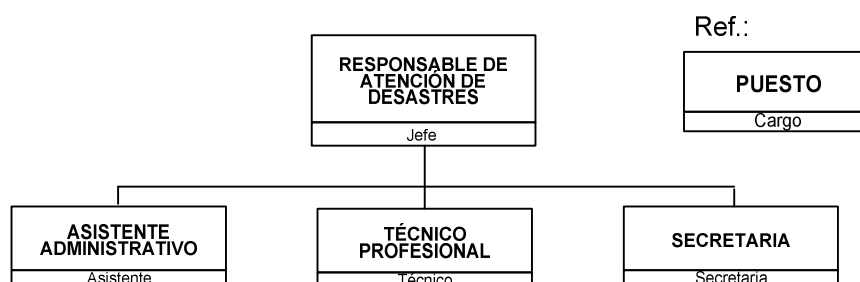 Ref.:
RESPONSABLE DE
ATENCIÓN DE
DESASTRES
Jefe
PUESTO
Cargo
ASISTENTE
ADMINISTRATIVO
Asistente
TÉCNICO
PROFESIONAL
Técnico
SECRETARIA
Secretaria